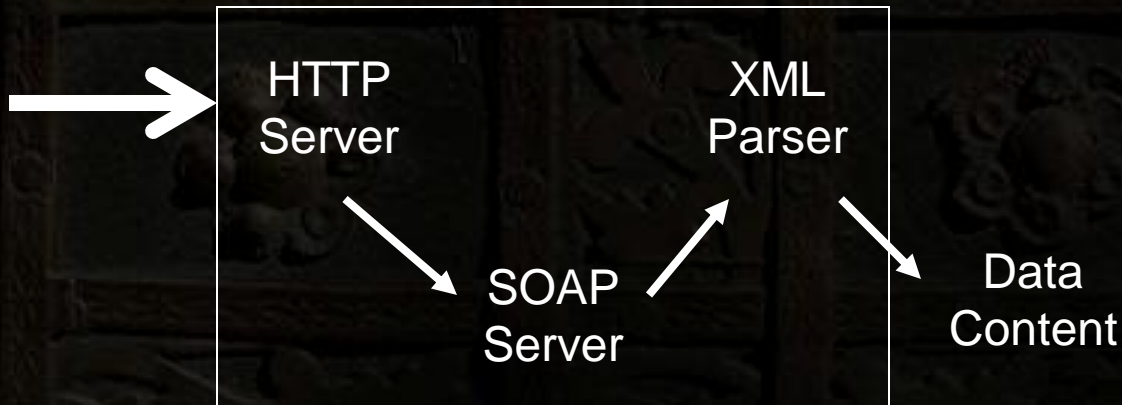 HTTP
Server
XML
Parser
SOAP
Server
Data
Content